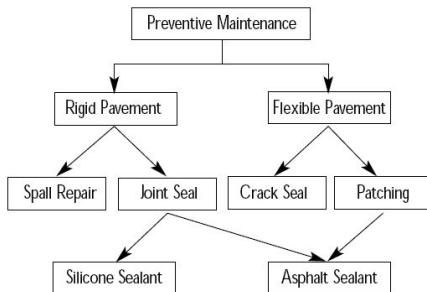 Preventive Maintenance
Rigid Pavement
Flexible Pavement
Spall Repair
Joint Seal
Crack Seal
Patching
Silicone Sealant
Asphalt Sealant